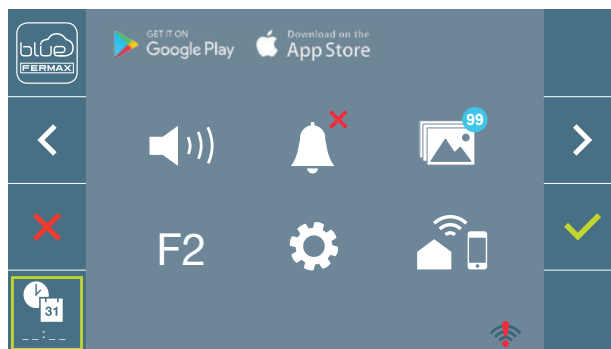 blue
FERMAX
GET IT ON
Google Play
Download on the
App Store
99
F2
31
_ _ : _ _